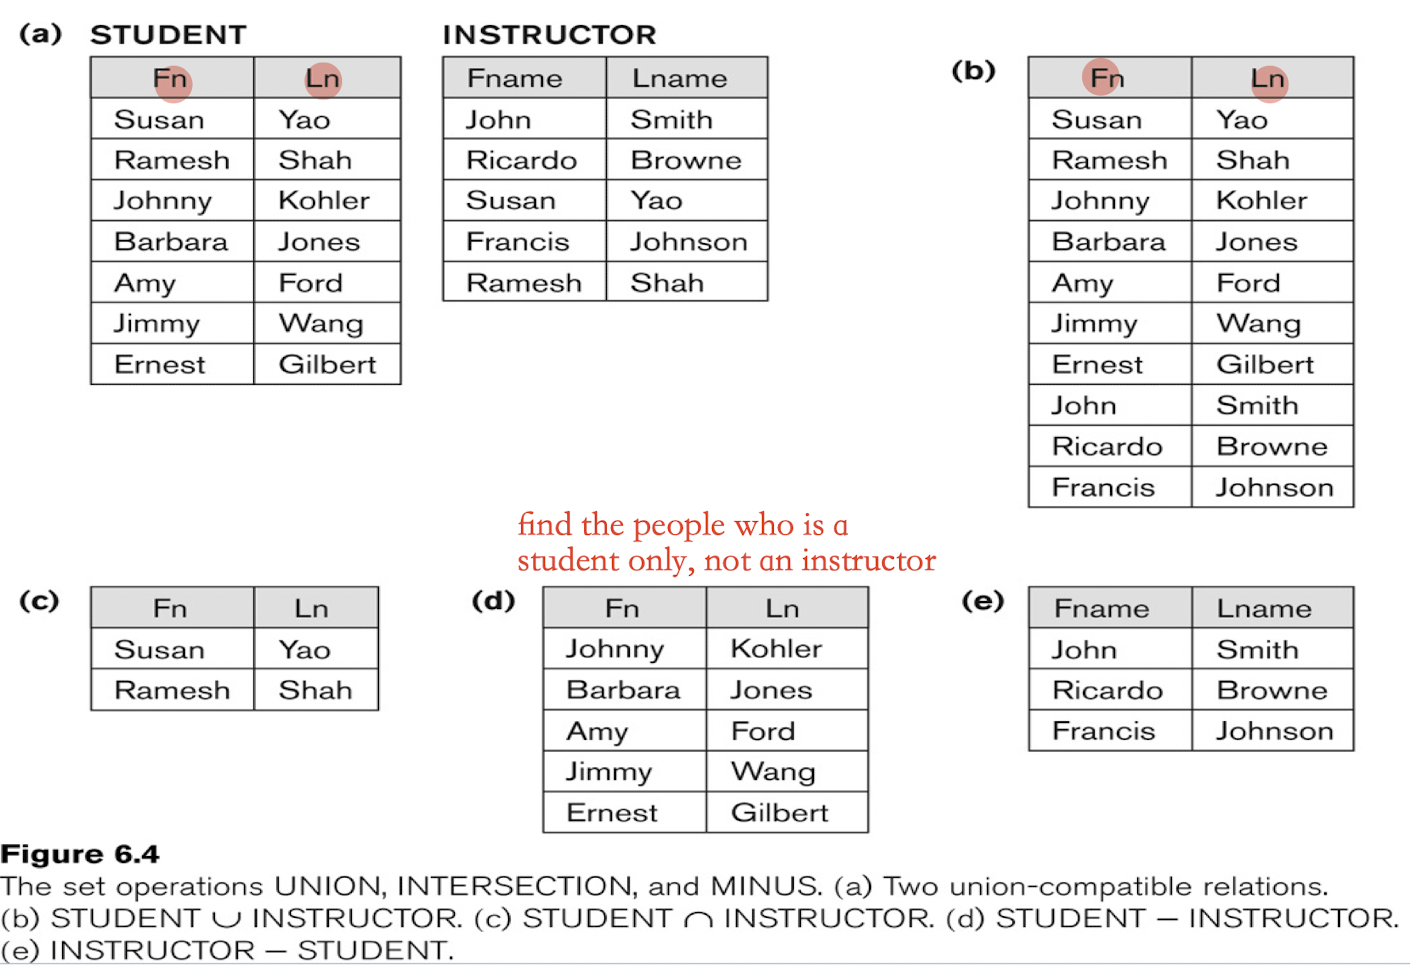 (a) STUDENT INSTRUCTOR
Fn Ln Fname Lname (b) Fn Ln
Susan Yao John Smith Susan Yao
Ramesh Shah Ricardo Browne Ramesh Shah
Johnny Kohler Susan Yao Johnny Kohler
Barbara Jones Francis Johnson Barbara Jones
Amy Ford Ramesh Shah Amy Ford
Jimmy Wang Jimmy Wang
Ernest Gilbert Ernest Gilbert
John Smith
Ricardo Browne
Francis Johnson
find the people who is a
student only, not an instructor
(c) Fn Ln (d) Fn Ln (e) Fname Lname
Susan Yao Johnny Kohler John Smith
Ramesh Shah Barbara Jones Ricardo Browne
Amy Ford Francis Johnson
Jimmy Wang
Ernest Gilbert
Figure 6.4
The set operations UNION, INTERSECTION, and MINUS. (a) Two union-compatible relations.
(b) STUDENT ∪ INSTRUCTOR. (c) STUDENT ∩ INSTRUCTOR. (d) STUDENT − INSTRUCTOR.
(e) INSTRUCTOR − STUDENT.